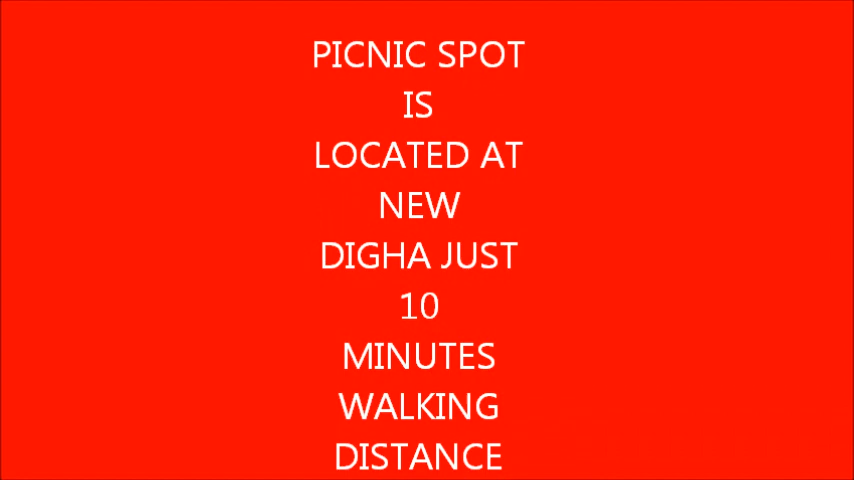 PICNIC SPOT
IS
LOCATED AT
NEW
DIGHA JUST
10
MINUTES
WALKING
DISTANCE